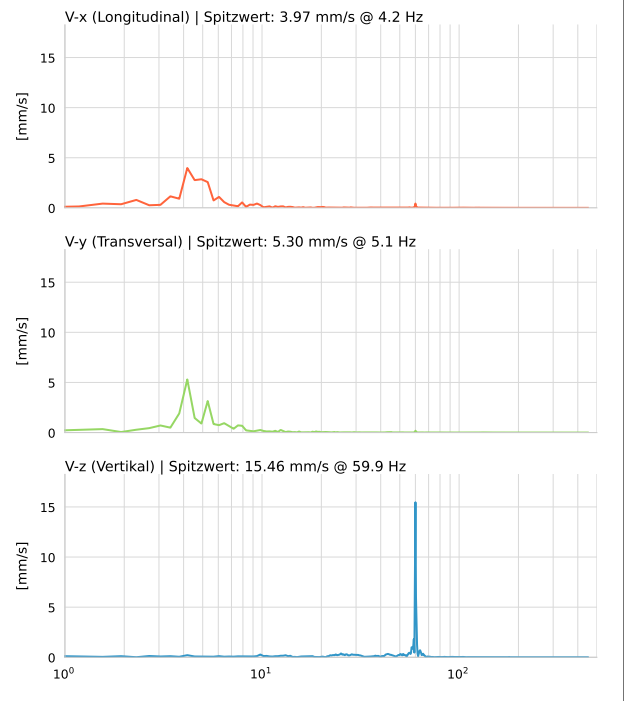 V-x (Longitudinal) | Spitzwert: 3.97 mm/s @ 4.2 Hz
15
10
5
0
[mm/s]
V-y (Transversal) | Spitzwert: 5.30 mm/s @ 5.1 Hz
15
10
5
0
[mm/s]
V-z (Vertikal) | Spitzwert: 15.46 mm/s @ 59.9 Hz
15
10
5
0
[mm/s]
10⁰ 10¹ 10²